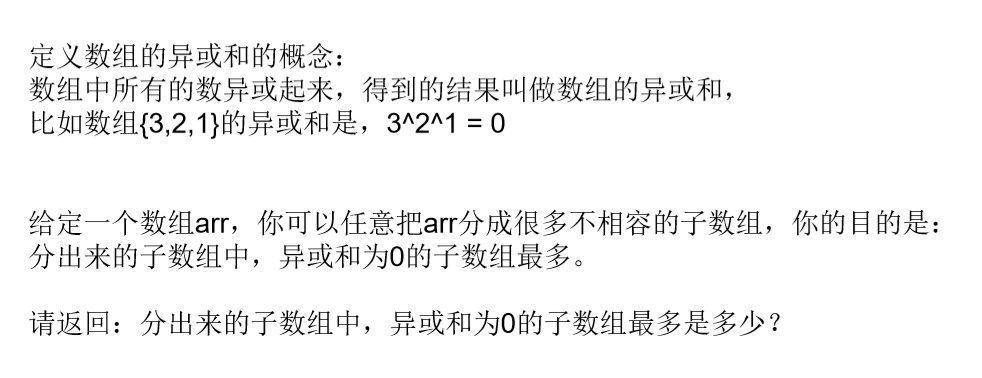 定义数组的异或和的概念：
数组中所有的数异或起来，得到的结果叫做数组的异或和，
比如数组{3,2,1}的异或和是，3^2^1 = 0
给定一个数组arr，你可以任意把arr分成很多不相容的子数组，你的目的是：
分出来的子数组中，异或和为0的子数组最多。
请返回：分出来的子数组中，异或和为0的子数组最多是多少？